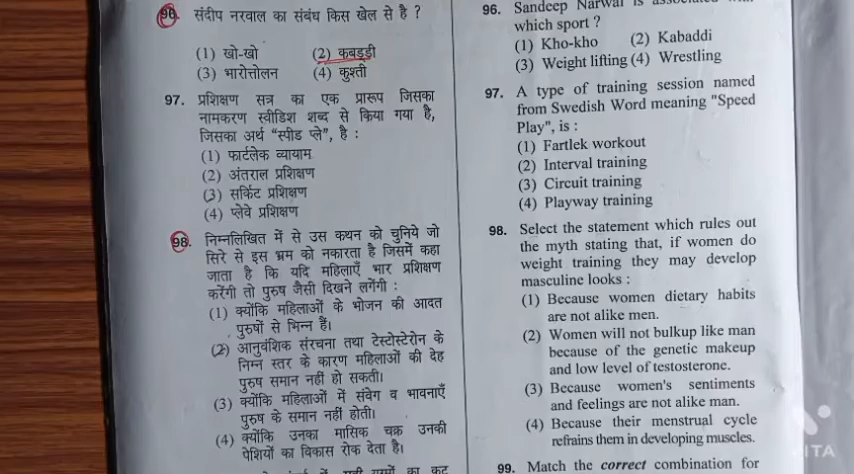 96. संदीप नरवाल का संबंध किस खेल से है ?
(1) खो-खो (2) कबड्डी
(3) भारोत्तोलन (4) कुश्ती
97. प्रशिक्षण सत्र का एक प्रारूप जिसका
नामकरण स्वीडिश शब्द से किया गया है,
जिसका अर्थ "स्पीड प्ले", है :
(1) फार्टलेक व्यायाम
(2) अंतराल प्रशिक्षण
(3) सर्किट प्रशिक्षण
(4) प्लेवे प्रशिक्षण
98. निम्नलिखित में से उस कथन को चुनिये जो
सिरे से इस भ्रम को नकारता है जिसमें कहा
जाता है कि यदि महिलाएँ भार प्रशिक्षण
करेंगी तो पुरुष जैसी दिखने लगेंगी :
(1) क्योंकि महिलाओं के भोजन की आदत
पुरुषों से भिन्न हैं।
(2) आनुवंशिक संरचना तथा टेस्टोस्टेरोन के
निम्न स्तर के कारण महिलाओं की देह
पुरुष समान नहीं हो सकती।
(3) क्योंकि महिलाओं में संवेग व भावनाएँ
पुरुष के समान नहीं होती।
(4) क्योंकि उनका मासिक चक्र उनकी
पेशियों का विकास रोक देता है।
96. Sandeep Narwal is
which sport ?
(1) Kho-kho (2) Kabaddi
(3) Weight lifting (4) Wrestling
97. A type of training session named
from Swedish Word meaning "Speed
Play", is :
(1) Fartlek workout
(2) Interval training
(3) Circuit training
(4) Playway training
98. Select the statement which rules out
the myth stating that, if women do
weight training they may develop
masculine looks :
(1) Because women dietary habits
are not alike men.
(2) Women will not bulkup like man
because of the genetic makeup
and low level of testosterone.
(3) Because women's sentiments
and feelings are not alike man.
(4) Because their menstrual cycle
refrains them in developing muscles.
99. Match the correct combination for